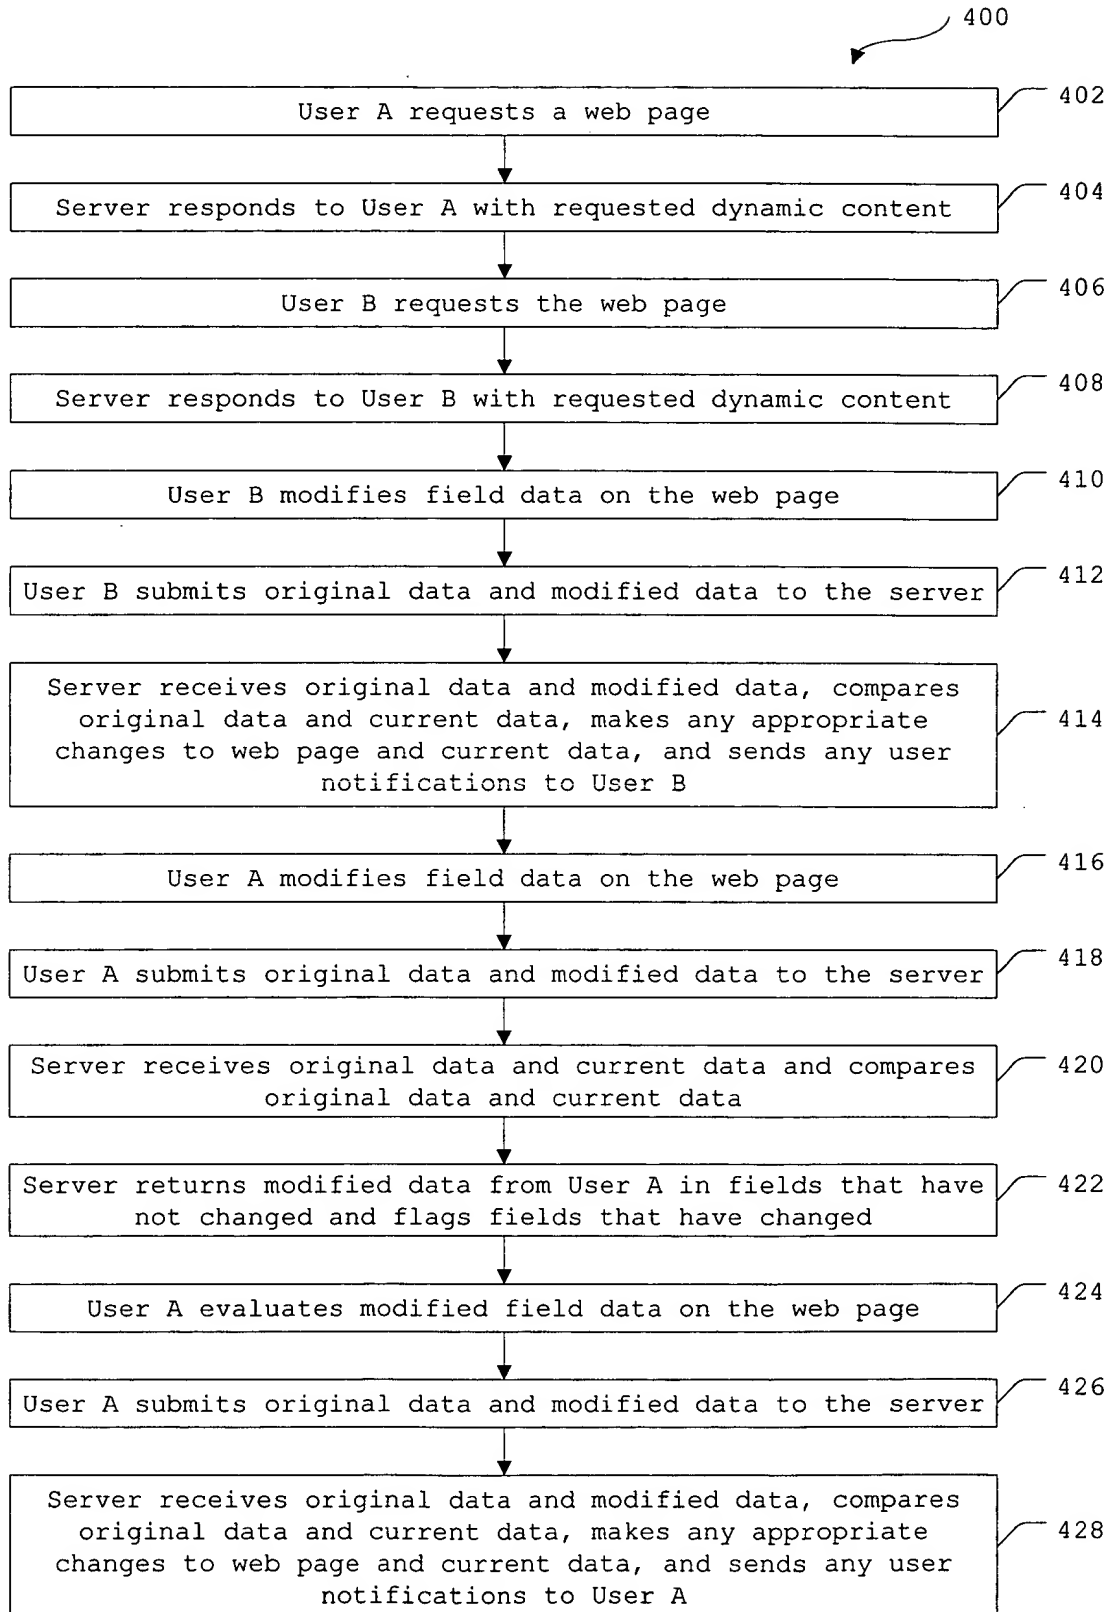 400
User A requests a web page
402
Server responds to User A with requested dynamic content
404
User B requests the web page
406
Server responds to User B with requested dynamic content
408
User B modifies field data on the web page
410
User B submits original data and modified data to the server
412
Server receives original data and modified data, compares
original data and current data, makes any appropriate
changes to web page and current data, and sends any user
notifications to User B
414
User A modifies field data on the web page
416
User A submits original data and modified data to the server
418
Server receives original data and current data and compares
original data and current data
420
Server returns modified data from User A in fields that have
not changed and flags fields that have changed
422
User A evaluates modified field data on the web page
424
User A submits original data and modified data to the server
426
Server receives original data and modified data, compares
original data and current data, makes any appropriate
changes to web page and current data, and sends any user
notifications to User A
428